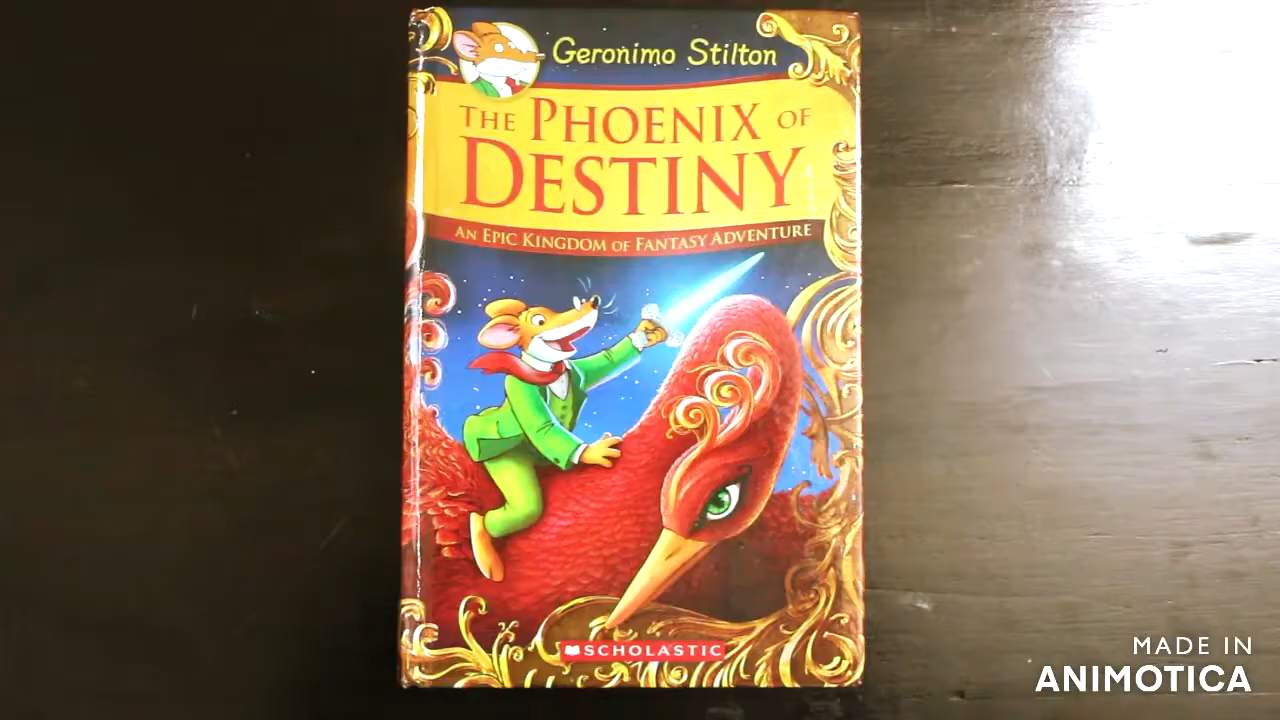 Geronimo Stilton
THE PHOENIX OF
DESTINY
AN EPIC KINGDOM OF FANTASY ADVENTURE
SCHOLASTIC
MADE IN
ANIMOTICA